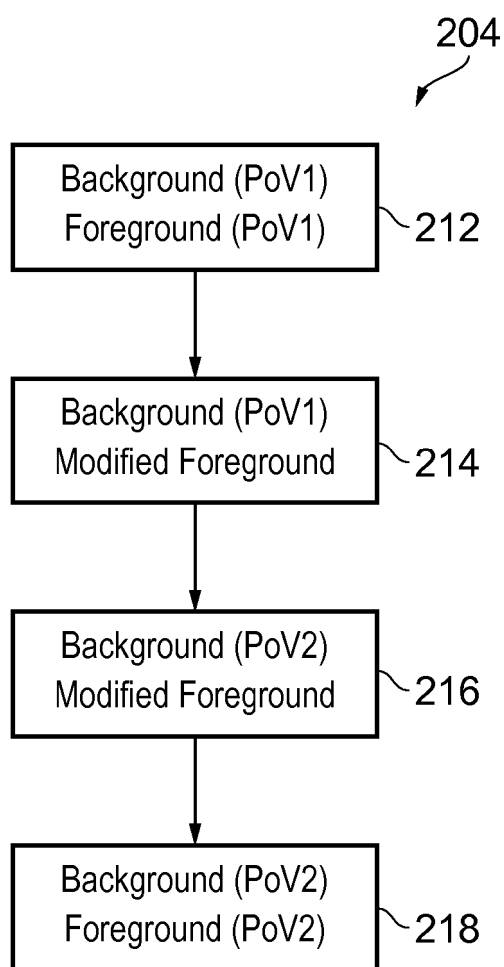 204
Background (PoV1)
Foreground (PoV1)
212
Background (PoV1)
Modified Foreground
214
Background (PoV2)
Modified Foreground
216
Background (PoV2)
Foreground (PoV2)
218